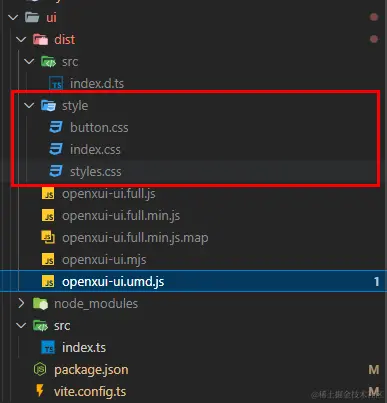 ui
dist
src
TS index.d.ts
style
button.css
index.css
styles.css
JS openxui-ui.full.js
JS openxui-ui.full.min.js
JS openxui-ui.full.min.js.map
JS openxui-ui.mjs
JS openxui-ui.umd.js 1
node_modules
src
TS index.ts
package.json M
vite.config.ts M
@稀土掘金技术社区